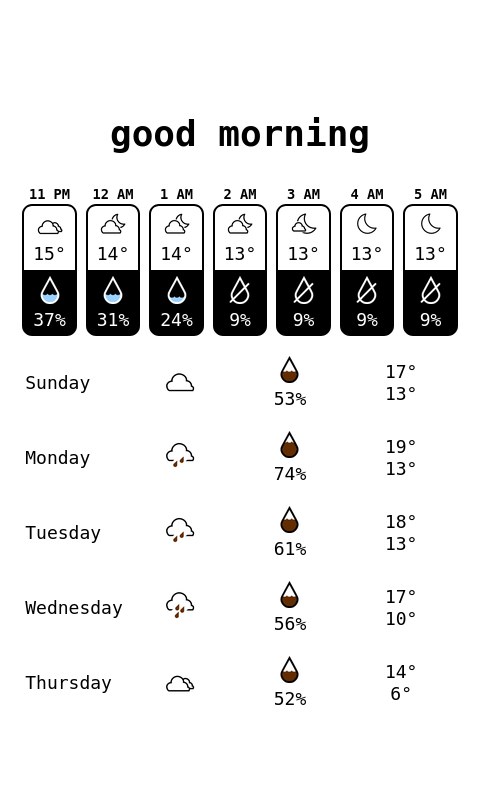 good morning
11 PM 12 AM 1 AM 2 AM 3 AM 4 AM 5 AM
15° 14° 14° 13° 13° 13° 13°
37% 31% 24% 9% 9% 9% 9%
Sunday 53% 17° 13°
Monday 74% 19° 13°
Tuesday 61% 18° 13°
Wednesday 56% 17° 10°
Thursday 52% 14° 6°